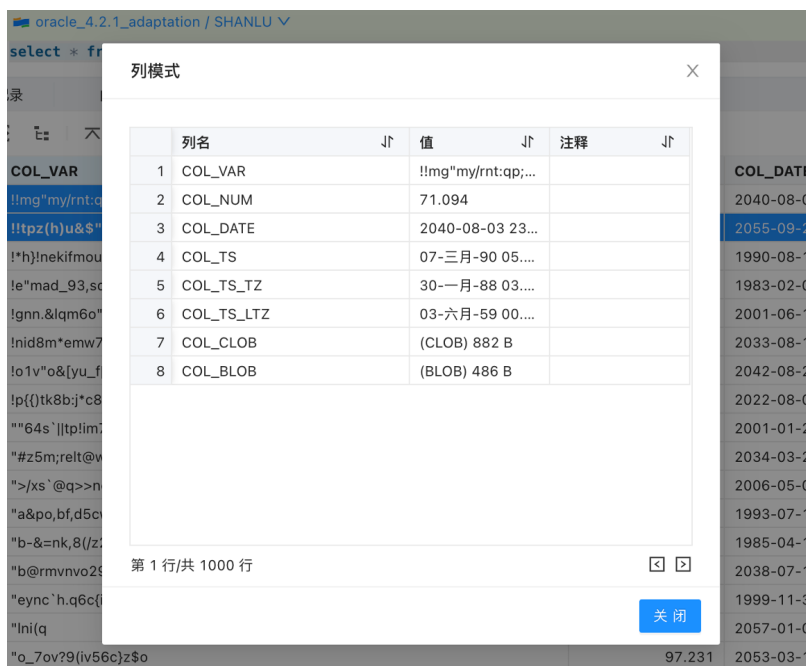 oracle_4.2.1_adaptation / SHANLU
select * fr
列模式
录
列名 值 注释
1 COL_VAR !!mg"my/rnt:qp;...
2 COL_NUM 71.094
3 COL_DATE 2040-08-03 23...
4 COL_TS 07-三月-90 05....
5 COL_TS_TZ 30-一月-88 03....
6 COL_TS_LTZ 03-六月-59 00....
7 COL_CLOB (CLOB) 882 B
8 COL_BLOB (BLOB) 486 B
第 1 行/共 1000 行
关 闭
COL_VAR COL_DATE
!!mg"my/rnt:q 2040-08-0
!!tpz(h)u&$" 2055-09-2
!*h}!nekifmou 1990-08-1
!e"mad_93,sc 1983-02-0
!gnn.&lqm6o" 2001-06-1
!nid8m*emw7 2033-08-1
!o1v"o&[yu_f 2042-08-2
!p{{)tk8b:j*c8 2022-08-0
""64s`||tp!im7 2001-01-2
"#z5m;relt@w 2034-03-2
">/xs`@q>>n 2006-05-0
"a&po,bf,d5c 1993-07-1
"b-&=nk,8(/z 1985-04-1
"b@rmvnvo29 2038-07-1
"eync`h.q6c{i 1999-11-3
"lni(q 2057-01-0
"o_7ov?9(iv56c}z$o 97.231 2053-03-1